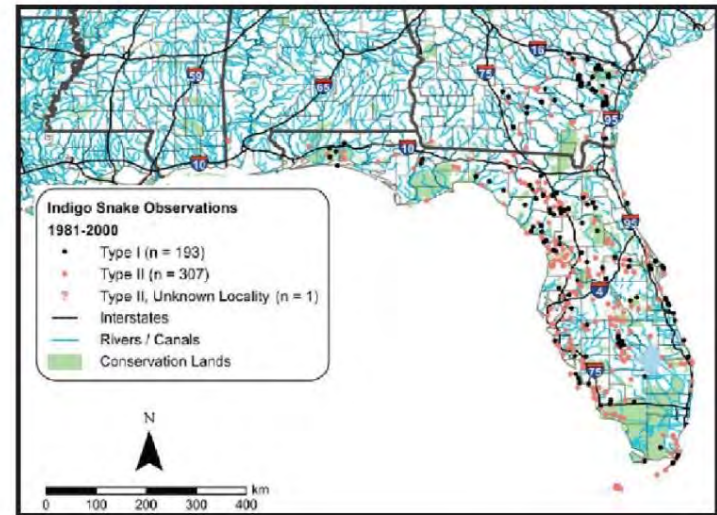 59
65
75
16
95
10
10
95
4
75
Indigo Snake Observations
1981-2000
Type I (n = 193)
Type II (n = 307)
Type II, Unknown Locality (n = 1)
Interstates
Rivers / Canals
Conservation Lands
N
km
0 100 200 300 400